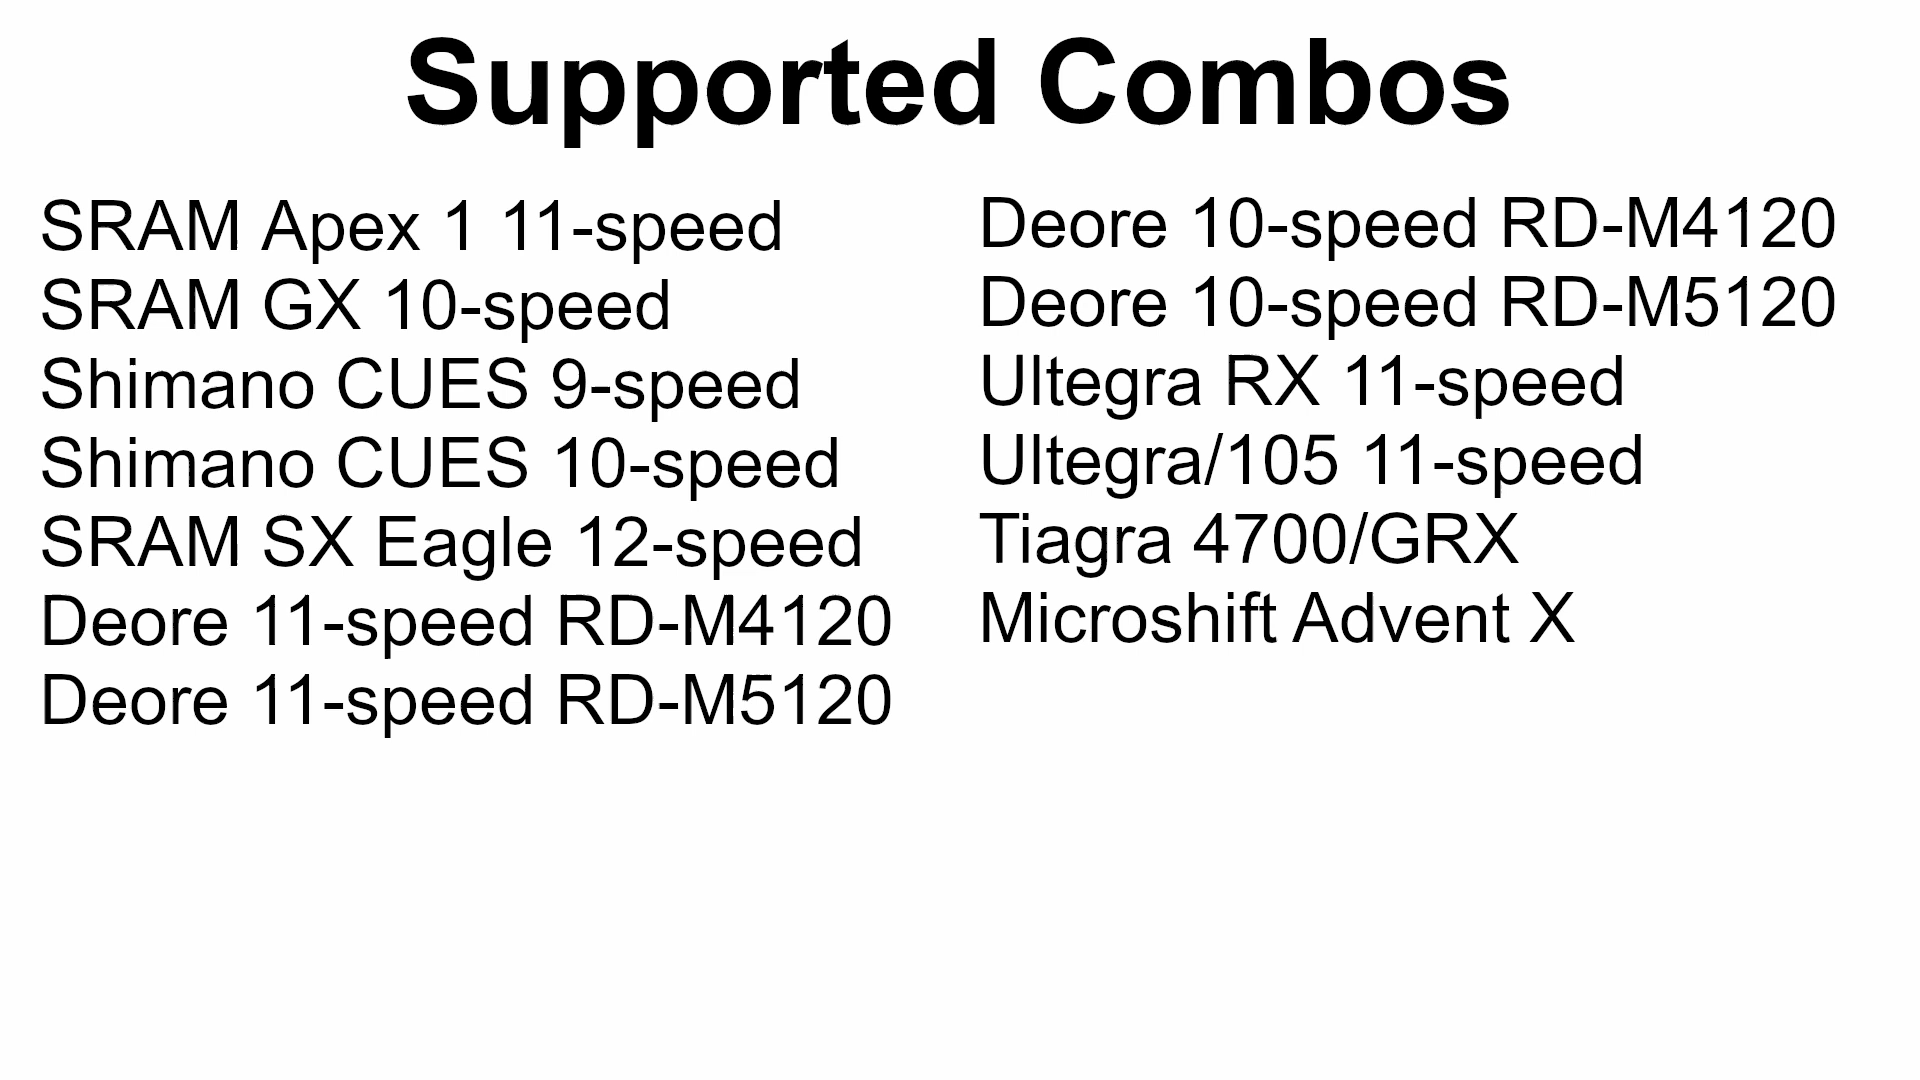 Supported Combos
SRAM Apex 1 11-speed
SRAM GX 10-speed
Shimano CUES 9-speed
Shimano CUES 10-speed
SRAM SX Eagle 12-speed
Deore 11-speed RD-M4120
Deore 11-speed RD-M5120
Deore 10-speed RD-M4120
Deore 10-speed RD-M5120
Ultegra RX 11-speed
Ultegra/105 11-speed
Tiagra 4700/GRX
Microshift Advent X